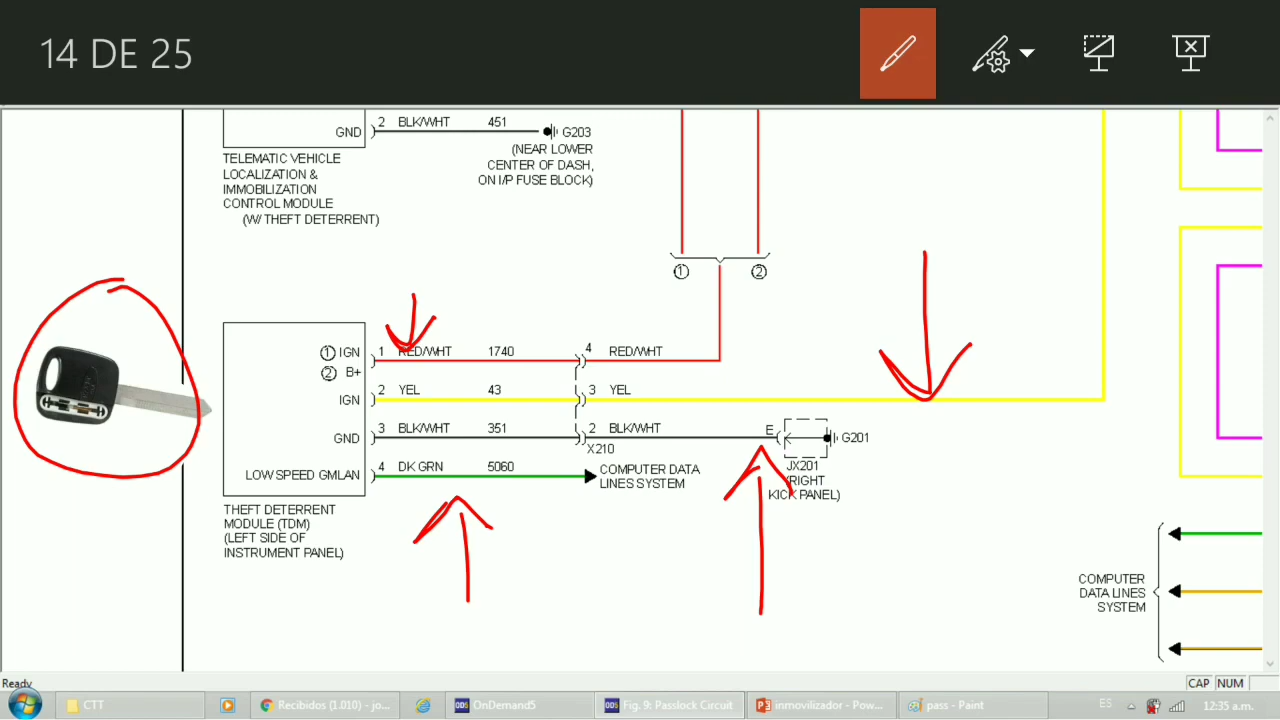 14 DE 25
GND
2 BLK/WHT 451
G203
(NEAR LOWER
CENTER OF DASH,
ON I/P FUSE BLOCK)
TELEMATIC VEHICLE
LOCALIZATION &
IMMOBILIZATION
CONTROL MODULE
(W/ THEFT DETERRENT)
1 2
1 IGN
1 RED/WHT 1740
4 RED/WHT
2 B+
IGN
2 YEL 43
3 YEL
GND
3 BLK/WHT 351
2 BLK/WHT
E
G201
X210
LOW SPEED GMLAN
4 DK GRN 5060
COMPUTER DATA
LINES SYSTEM
JX201
(RIGHT
KICK PANEL)
THEFT DETERRENT
MODULE (TDM)
(LEFT SIDE OF
INSTRUMENT PANEL)
COMPUTER
DATA LINES
SYSTEM
Ready
CAP NUM
CTT
Recibidos (1.010) - jo...
OnDemand5
Fig. 9: Passlock Circuit
inmovilizador - Pow...
pass - Paint
ES
12:35 a.m.